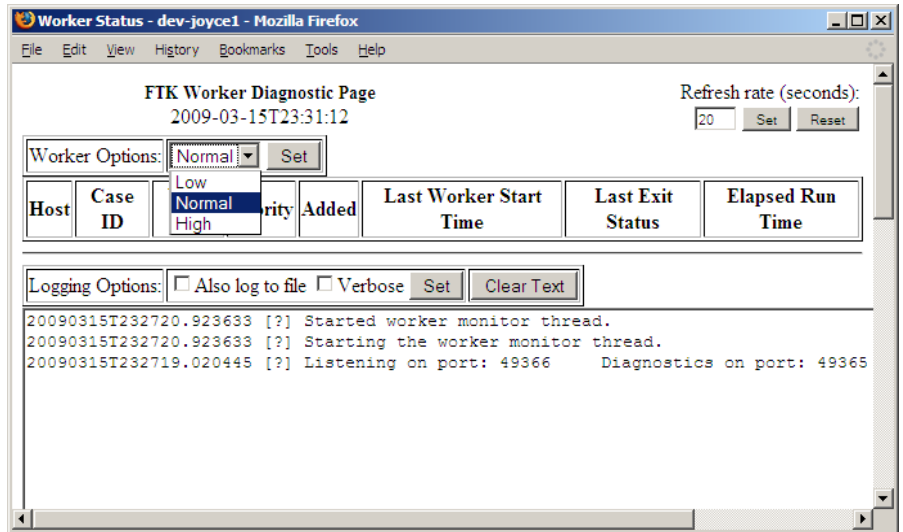 Worker Status - dev-joyce1 - Mozilla Firefox
File Edit View History Bookmarks Tools Help
FTK Worker Diagnostic Page
2009-03-15T23:31:12
Refresh rate (seconds):
20 Set Reset
Worker Options: Normal Set
Low
Normal
High
Host Case ID Added Last Worker Start Time Last Exit Status Elapsed Run Time
Logging Options: Also log to file Verbose Set Clear Text
20090315T232720.923633 [?] Started worker monitor thread.
20090315T232720.923633 [?] Starting the worker monitor thread.
20090315T232719.020445 [?] Listening on port: 49366 Diagnostics on port: 49365